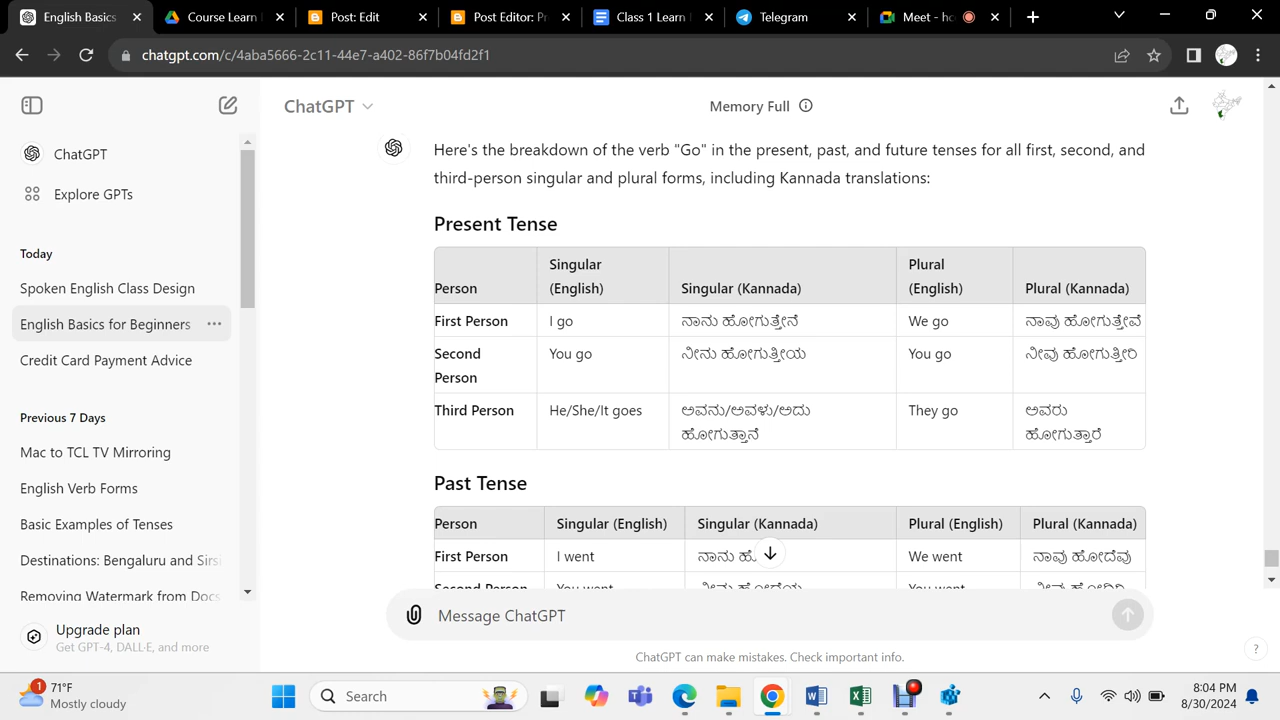 English Basics
Course Learn
Post: Edit
Post Editor: Pr
Class 1 Learn
Telegram
Meet - ho
chatgpt.com/c/4aba5666-2c11-44e7-a402-86f7b04fd2f1
ChatGPT
Memory Full
ChatGPT
Explore GPTs
Today
Spoken English Class Design
English Basics for Beginners
Credit Card Payment Advice
Previous 7 Days
Mac to TCL TV Mirroring
English Verb Forms
Basic Examples of Tenses
Destinations: Bengaluru and Sirsi
Removing Watermark from Docs
Upgrade plan
Get GPT-4, DALL·E, and more
Here's the breakdown of the verb "Go" in the present, past, and future tenses for all first, second, and
third-person singular and plural forms, including Kannada translations:
Present Tense
Person Singular (English) Singular (Kannada) Plural (English) Plural (Kannada)
First Person I go ನಾನು ಹೋಗುತ್ತೇನೆ We go ನಾವು ಹೋಗುತ್ತೇವೆ
Second Person You go ನೀನು ಹೋಗುತ್ತೀಯ You go ನೀವು ಹೋಗುತ್ತೀರಿ
Third Person He/She/It goes ಅವನು/ಅವಳು/ಅದು ಹೋಗುತ್ತಾನೆ They go ಅವರು ಹೋಗುತ್ತಾರೆ
Past Tense
Person Singular (English) Singular (Kannada) Plural (English) Plural (Kannada)
First Person I went ನಾನು We went ನಾವು ಹೋದೆವು
Second Person You went ನೀನು ಹೋದೆಯ You went ನೀವು ಹೋದಿರಿ
Message ChatGPT
ChatGPT can make mistakes. Check important info.
?
1
71°F
Mostly cloudy
Search
8:04 PM
8/30/2024